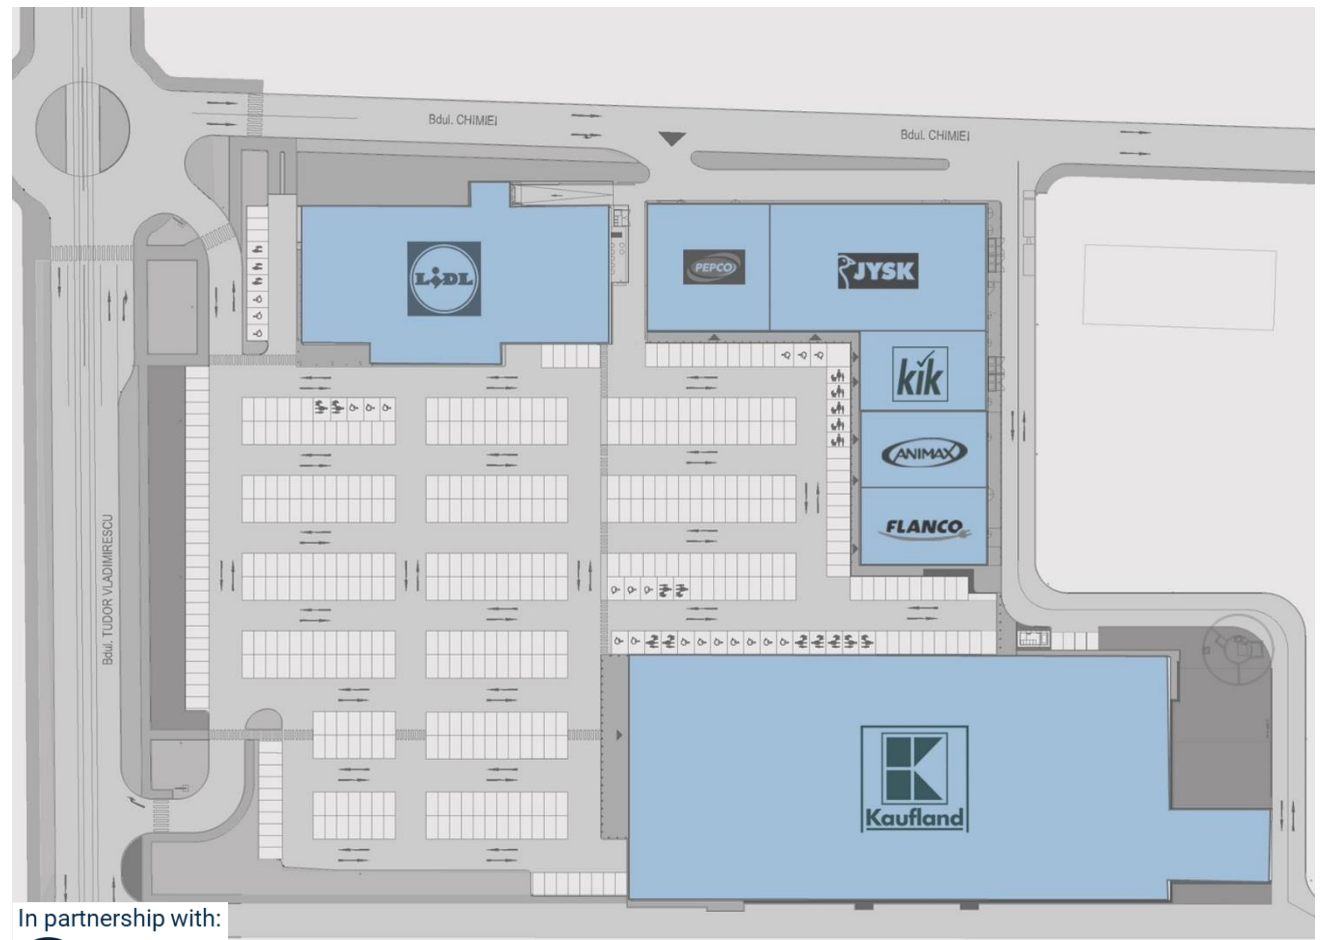 Bdul. CHIMIEI
Bdul. CHIMIEI
LIDL
PEPCO
JYSK
kik
ANIMAX
FLANCO
Bdul. TUDOR VLADIMIRESCU
Kaufland
In partnership with: